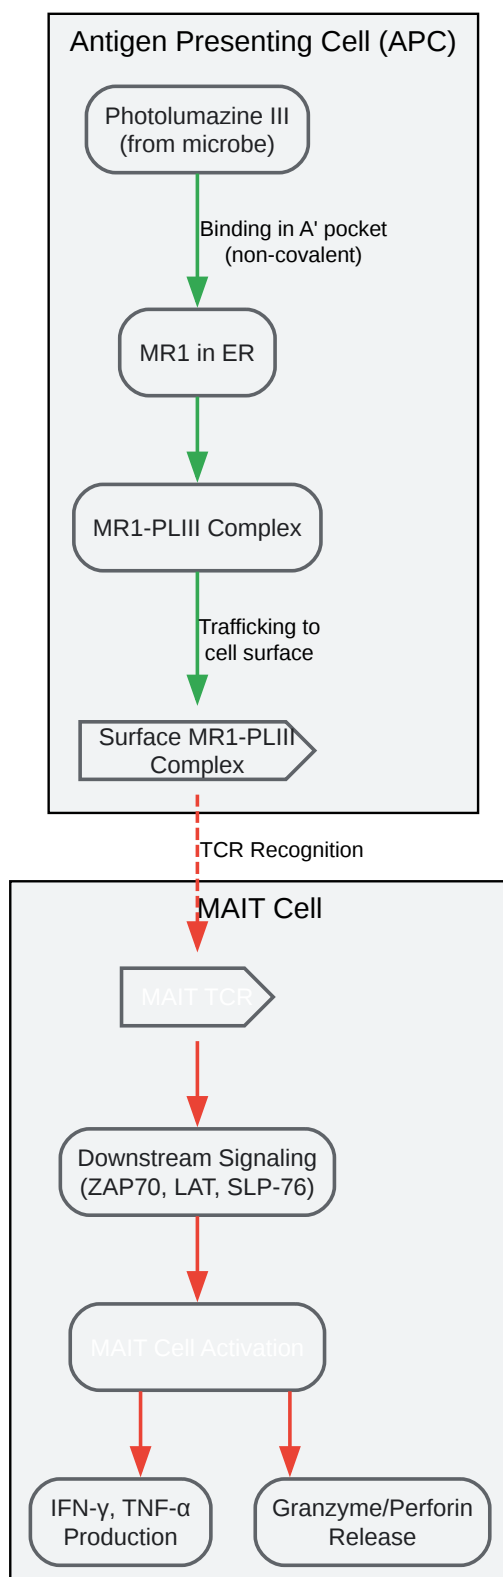 Antigen Presenting Cell (APC)
Photolumazine III
(from microbe)
Binding in A' pocket
(non-covalent)
MR1 in ER
MR1-PLIII Complex
Trafficking to
cell surface
Surface MR1-PLIII
Complex
TCR Recognition
MAIT Cell
MAIT TCR
Downstream Signaling
(ZAP70, LAT, SLP-76)
MAIT Cell Activation
IFN-γ, TNF-α
Production
Granzyme/Perforin
Release